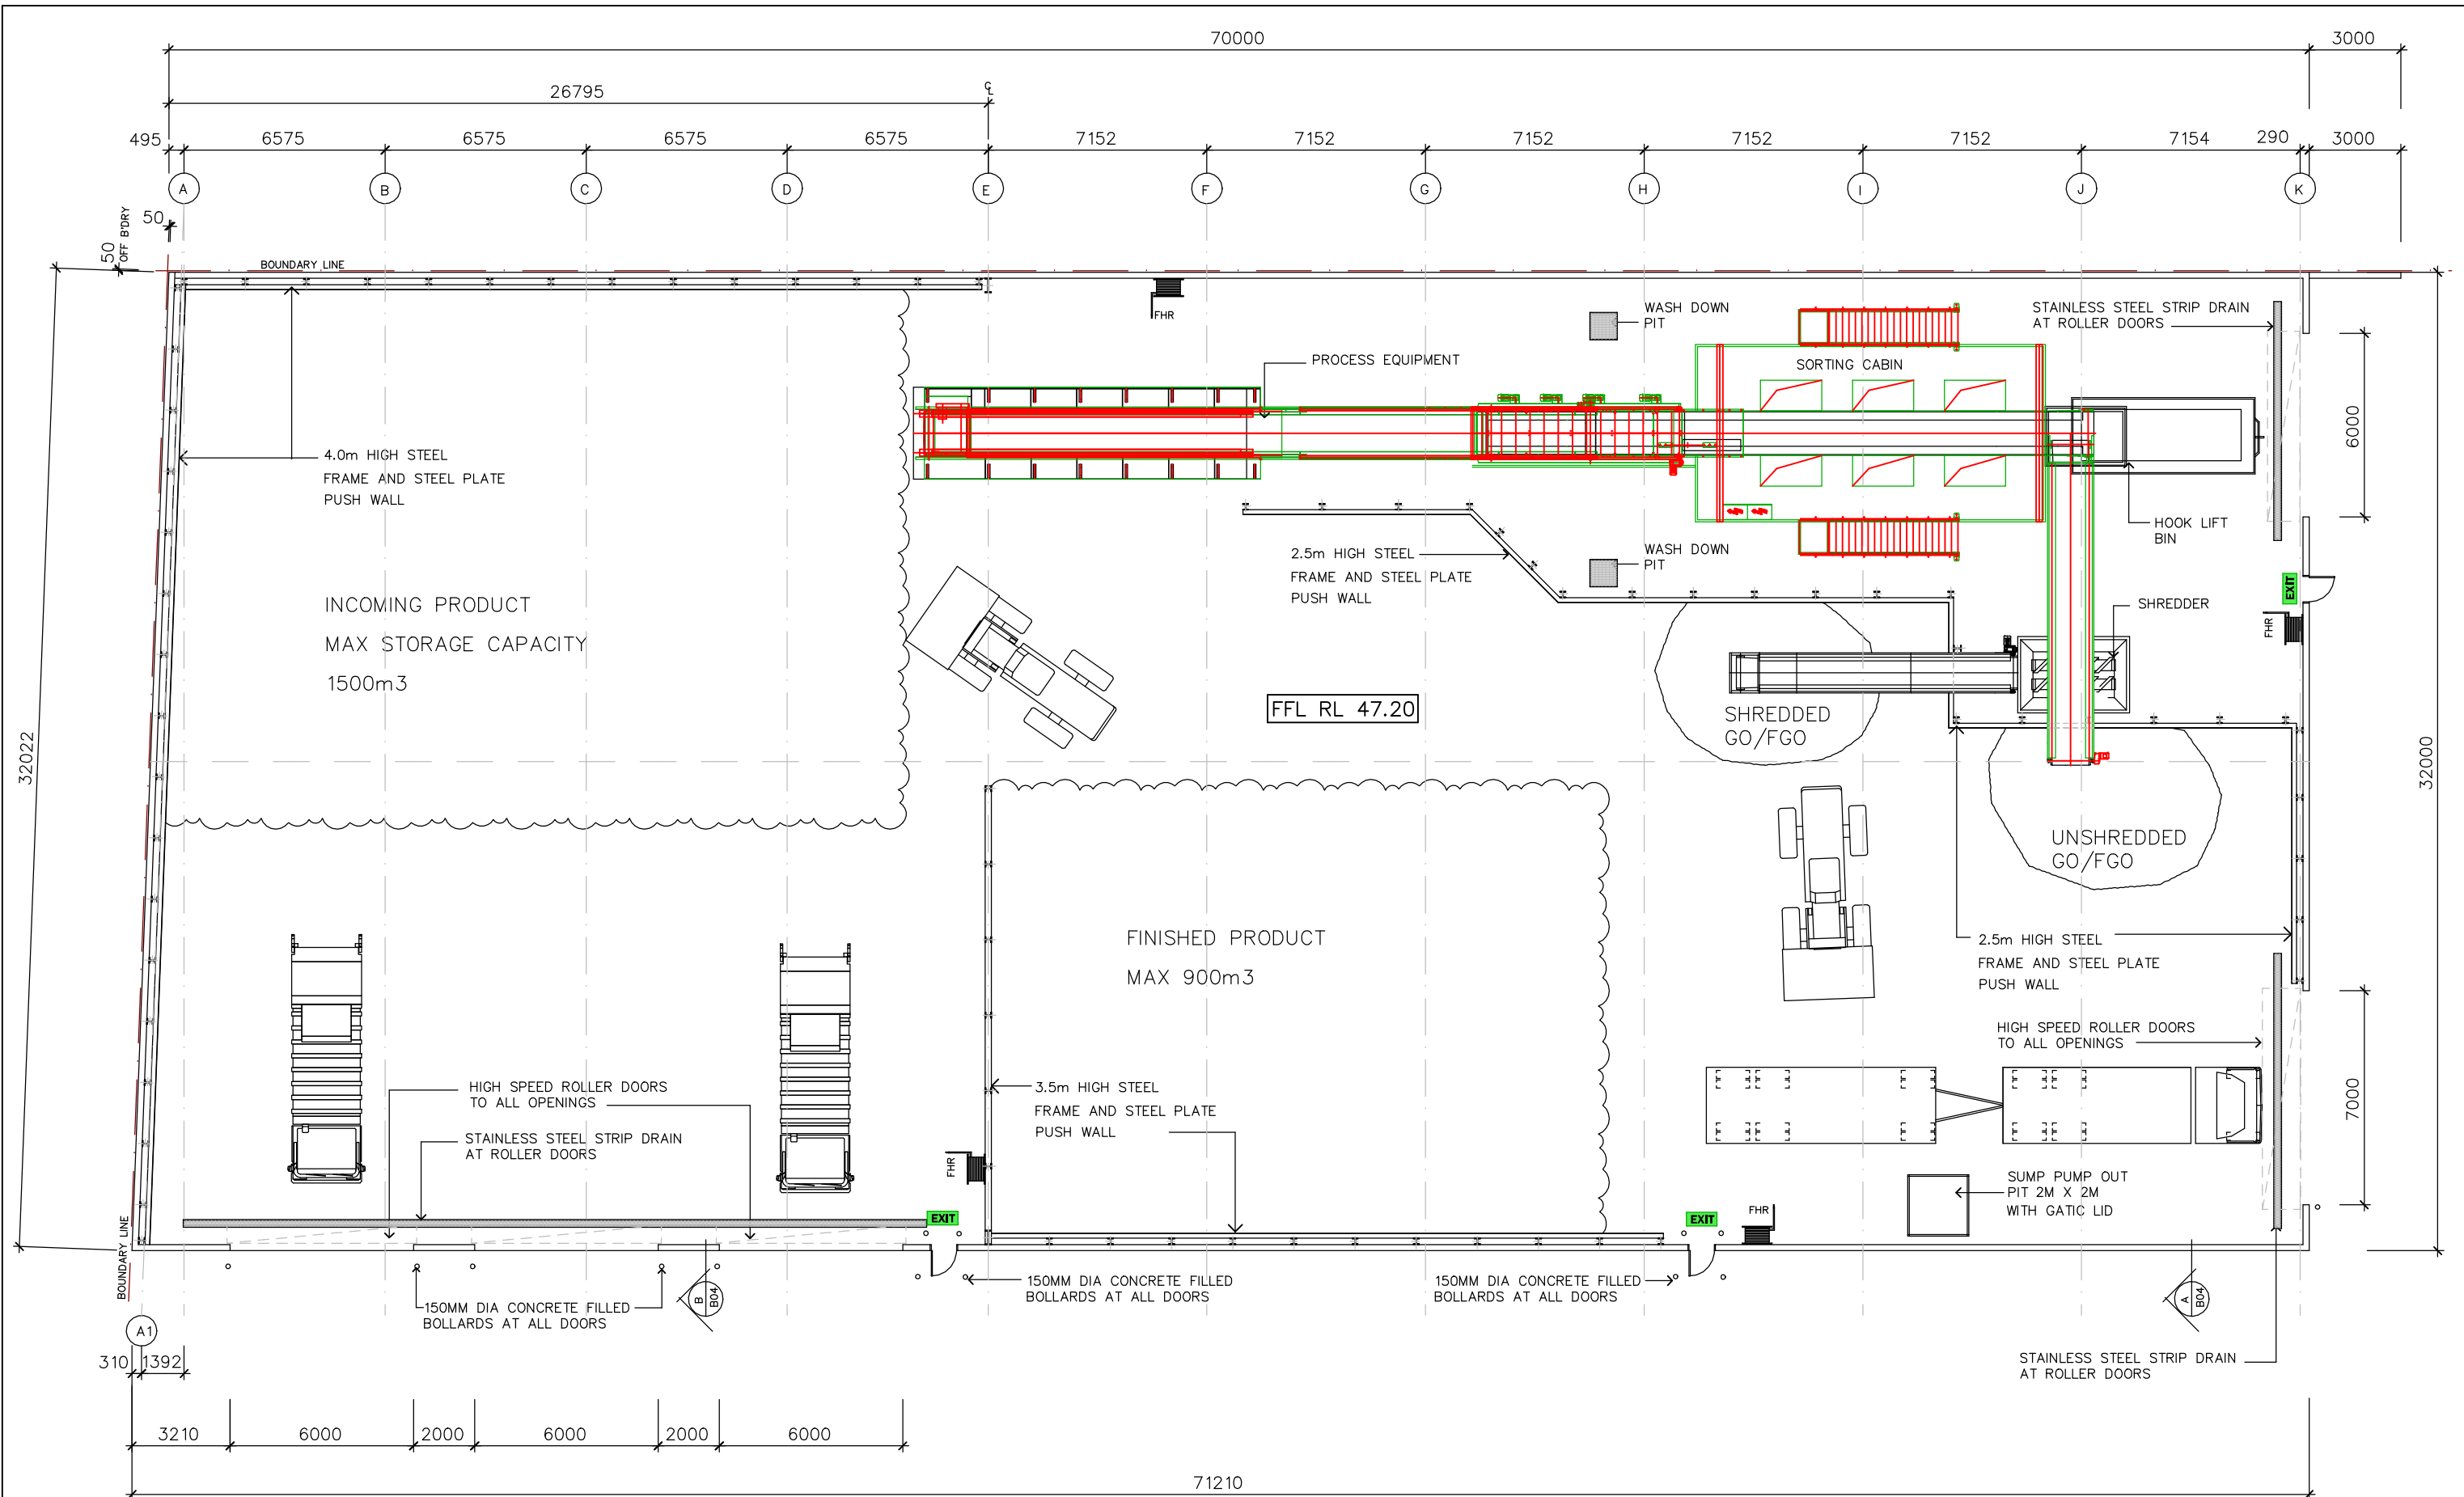 70000
3000
26795
℄
495
6575
6575
6575
6575
7152
7152
7152
7152
7152
7154
290
3000
A
B
C
D
E
F
G
H
I
J
K
50
50
OFF B'DRY
BOUNDARY LINE
FHR
WASH DOWN
PIT
STAINLESS STEEL STRIP DRAIN
AT ROLLER DOORS
PROCESS EQUIPMENT
SORTING CABIN
6000
4.0m HIGH STEEL
FRAME AND STEEL PLATE
PUSH WALL
HOOK LIFT
BIN
2.5m HIGH STEEL
FRAME AND STEEL PLATE
PUSH WALL
WASH DOWN
PIT
EXIT
INCOMING PRODUCT
MAX STORAGE CAPACITY
1500m3
SHREDDER
FHR
FFL RL 47.20
SHREDDED
GO/FGO
32022
32000
UNSHREDDED
GO/FGO
FINISHED PRODUCT
MAX 900m3
2.5m HIGH STEEL
FRAME AND STEEL PLATE
PUSH WALL
HIGH SPEED ROLLER DOORS
TO ALL OPENINGS
7000
HIGH SPEED ROLLER DOORS
TO ALL OPENINGS
3.5m HIGH STEEL
FRAME AND STEEL PLATE
PUSH WALL
STAINLESS STEEL STRIP DRAIN
AT ROLLER DOORS
FHR
SUMP PUMP OUT
PIT 2M X 2M
WITH GATIC LID
EXIT
EXIT
FHR
BOUNDARY LINE
150MM DIA CONCRETE FILLED
BOLLARDS AT ALL DOORS
B
B04
150MM DIA CONCRETE FILLED
BOLLARDS AT ALL DOORS
150MM DIA CONCRETE FILLED
BOLLARDS AT ALL DOORS
A
B04
A1
310
1392
STAINLESS STEEL STRIP DRAIN
AT ROLLER DOORS
3210
6000
2000
6000
2000
6000
71210